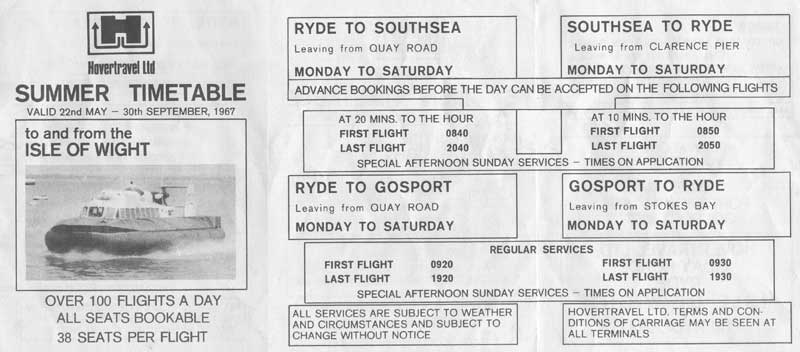 Hovertravel Ltd
SUMMER TIMETABLE
VALID 22nd MAY – 30th SEPTEMBER, 1967
to and from the
ISLE OF WIGHT
OVER 100 FLIGHTS A DAY
ALL SEATS BOOKABLE
38 SEATS PER FLIGHT
RYDE TO SOUTHSEA
Leaving from QUAY ROAD
MONDAY TO SATURDAY
SOUTHSEA TO RYDE
Leaving from CLARENCE PIER
MONDAY TO SATURDAY
ADVANCE BOOKINGS BEFORE THE DAY CAN BE ACCEPTED ON THE FOLLOWING FLIGHTS
AT 20 MINS. TO THE HOUR
FIRST FLIGHT 0840
LAST FLIGHT 2040
AT 10 MINS. TO THE HOUR
FIRST FLIGHT 0850
LAST FLIGHT 2050
SPECIAL AFTERNOON SUNDAY SERVICES – TIMES ON APPLICATION
RYDE TO GOSPORT
Leaving from QUAY ROAD
MONDAY TO SATURDAY
GOSPORT TO RYDE
Leaving from STOKES BAY
MONDAY TO SATURDAY
REGULAR SERVICES
FIRST FLIGHT 0920
LAST FLIGHT 1920
FIRST FLIGHT 0930
LAST FLIGHT 1930
SPECIAL AFTERNOON SUNDAY SERVICES – TIMES ON APPLICATION
ALL SERVICES ARE SUBJECT TO WEATHER
AND CIRCUMSTANCES AND SUBJECT TO
CHANGE WITHOUT NOTICE
HOVERTRAVEL LTD. TERMS AND CON-
DITIONS OF CARRIAGE MAY BE SEEN AT
ALL TERMINALS